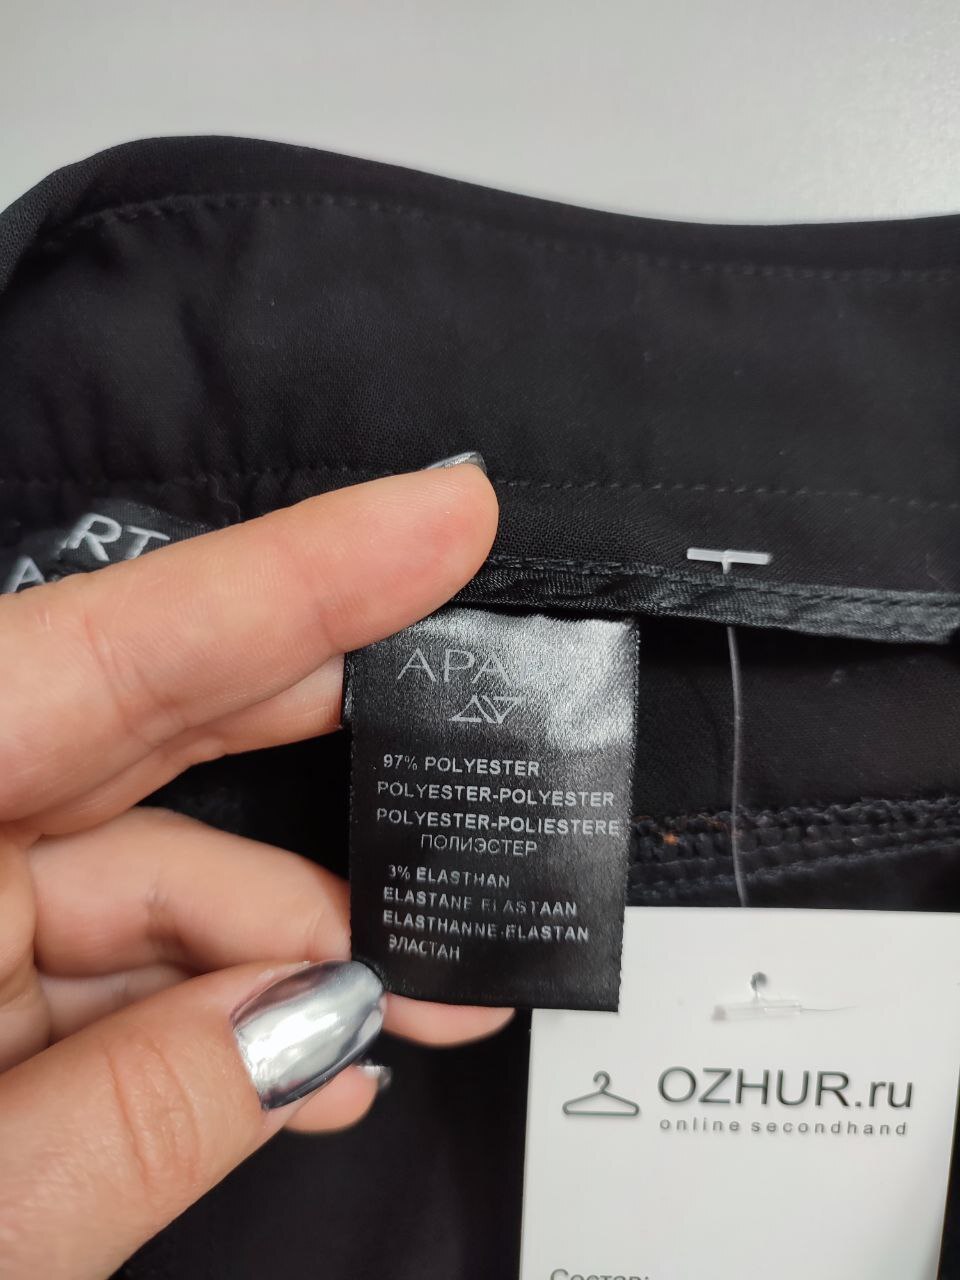 APART
97% POLYESTER
POLYESTER-POLYESTER
POLYESTER-POLIESTERE
ПОЛИЭСТЕР
3% ELASTHAN
ELASTANE ELASTAAN
ELASTHANNE-ELASTAN
ЭЛАСТАН
OZHUR.ru
online secondhand